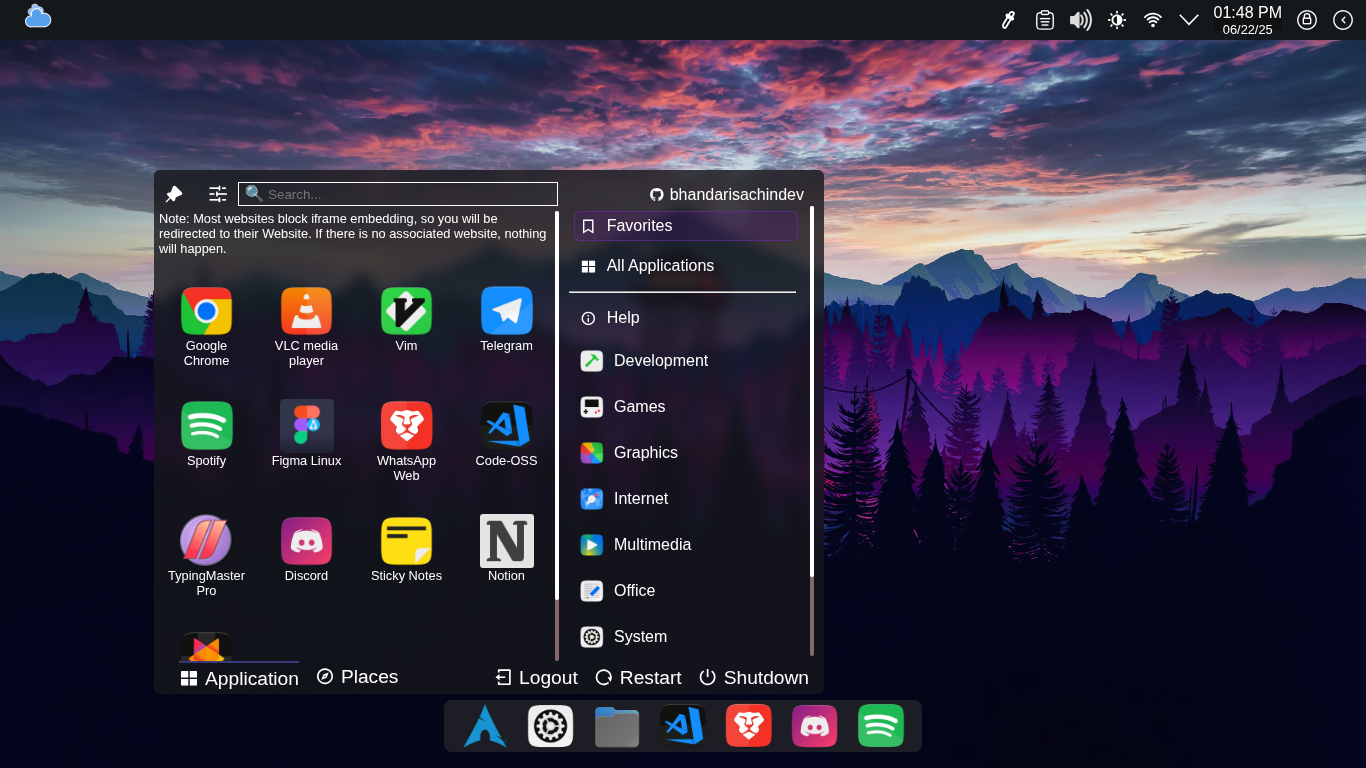 01:48 PM
06/22/25
Search...
bhandarisachindev
Note: Most websites block iframe embedding, so you will be
redirected to their Website. If there is no associated website, nothing
will happen.
Favorites
All Applications
Help
Development
Games
Graphics
Internet
Multimedia
Office
System
Google
Chrome
VLC media
player
Vim
Telegram
Spotify
Figma Linux
WhatsApp
Web
Code-OSS
TypingMaster
Pro
Discord
Sticky Notes
Notion
Application
Places
Logout
Restart
Shutdown